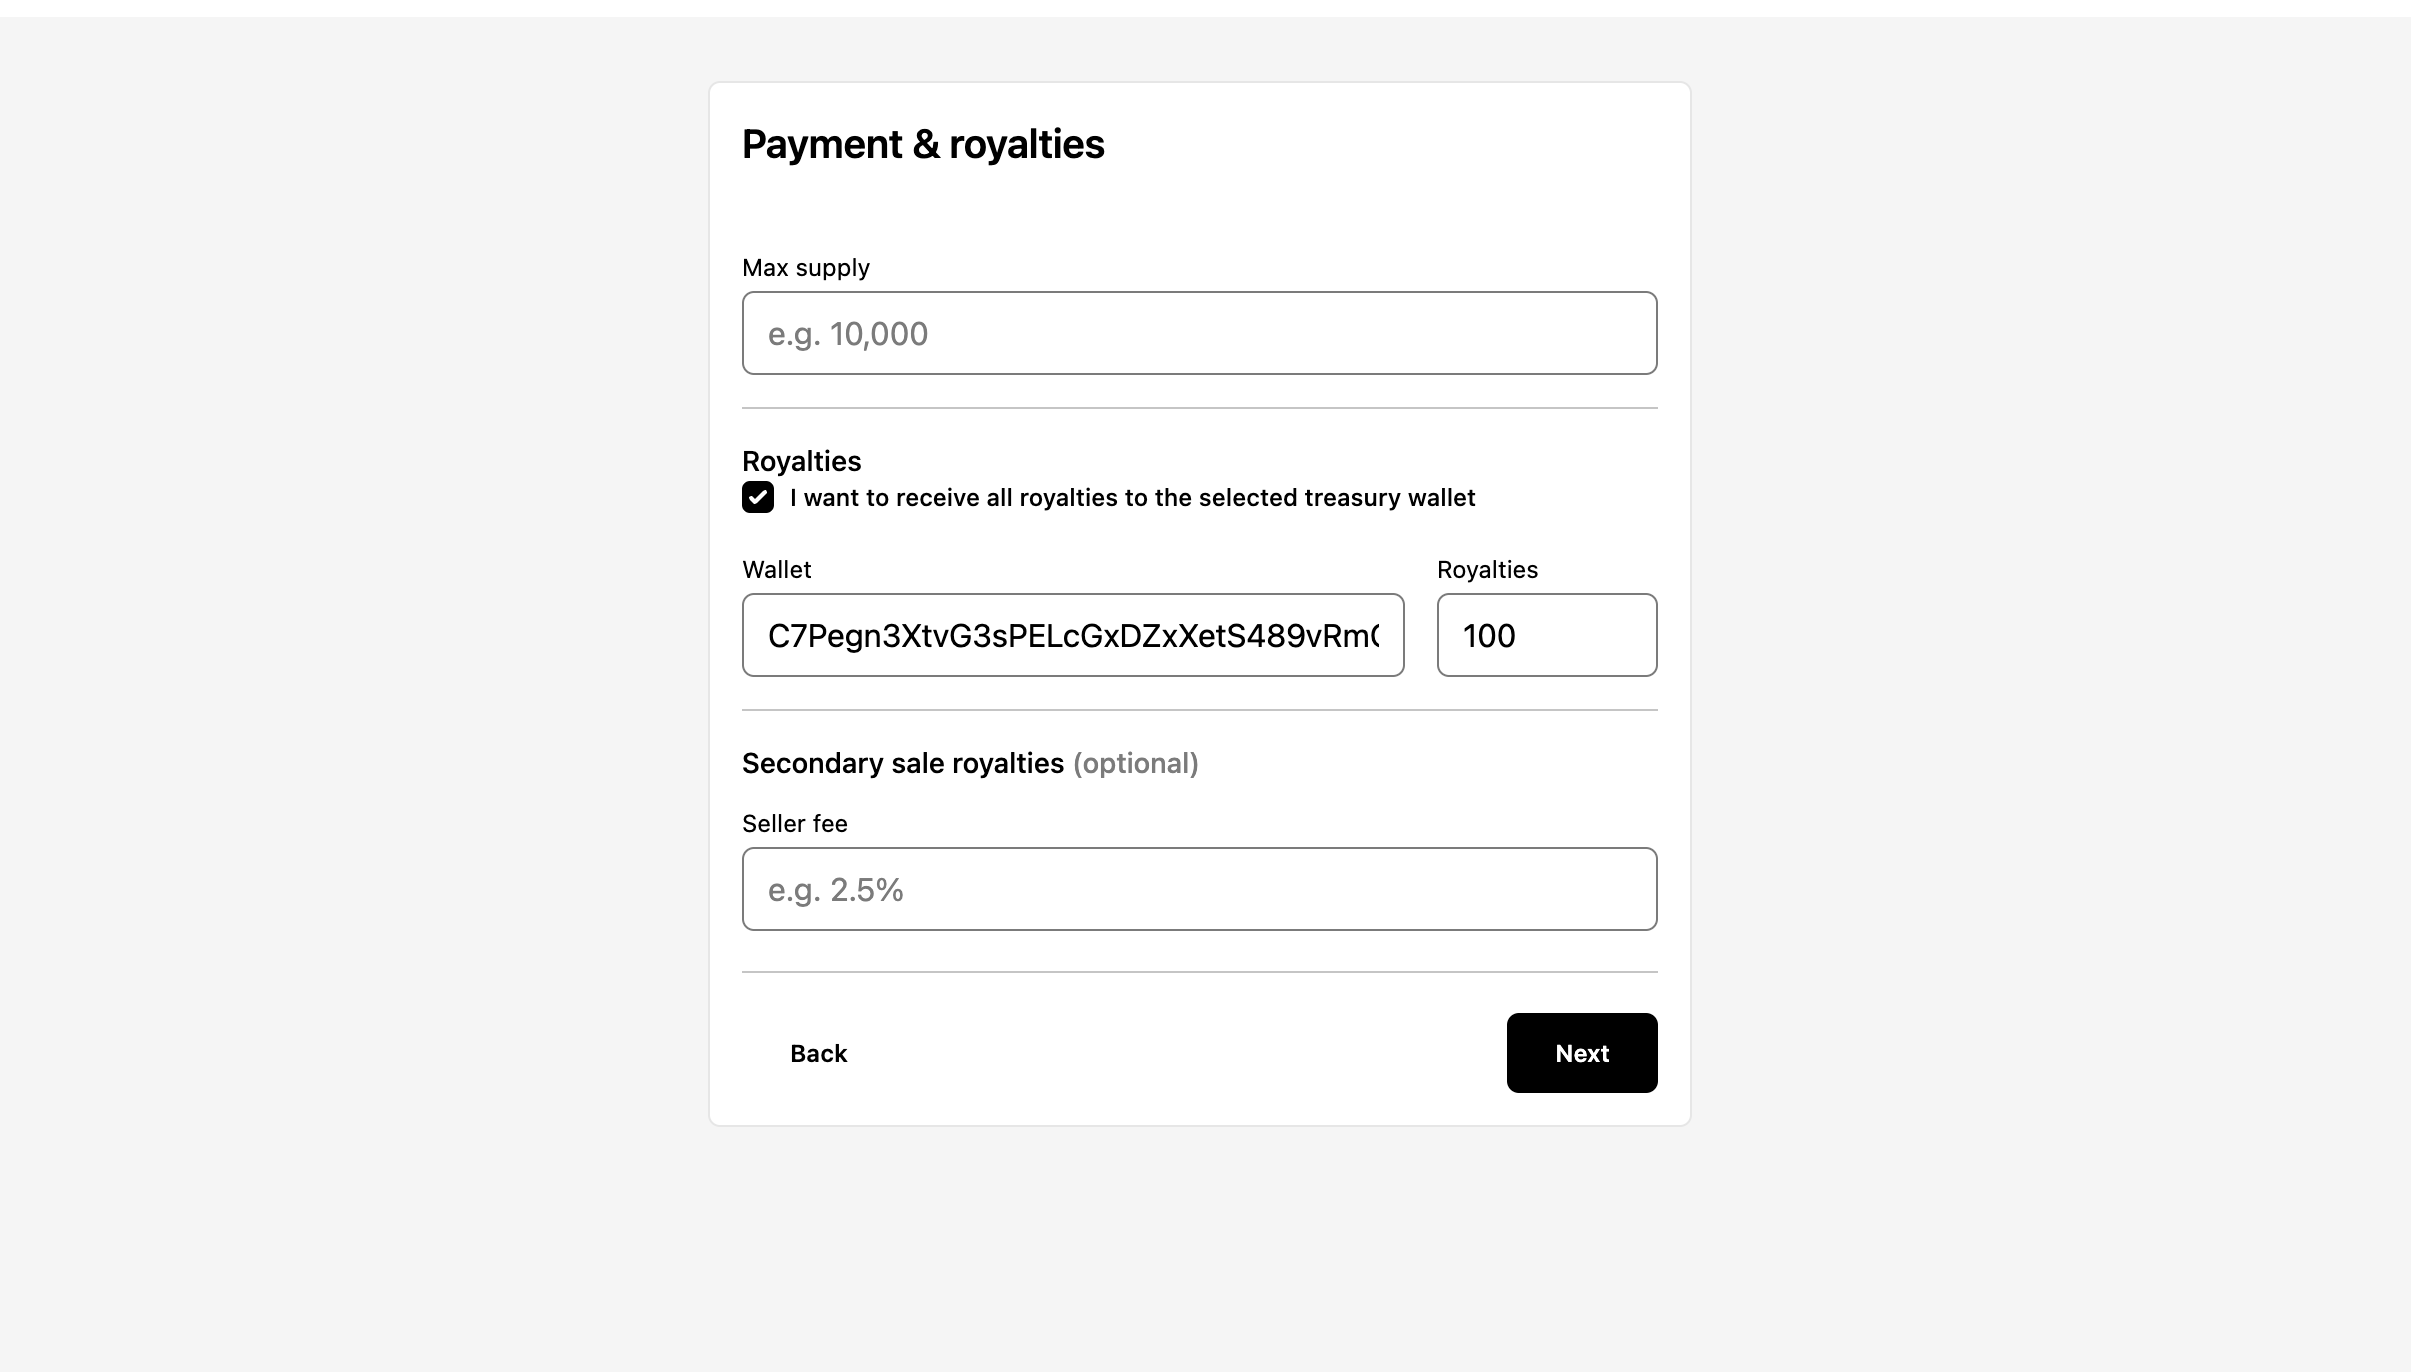 Payment & royalties
Max supply
e.g. 10,000
Royalties
I want to receive all royalties to the selected treasury wallet
Wallet
Royalties
C7Pegn3XtvG3sPELcGxDZxXetS489vRm
100
Secondary sale royalties (optional)
Seller fee
e.g. 2.5%
Back
Next